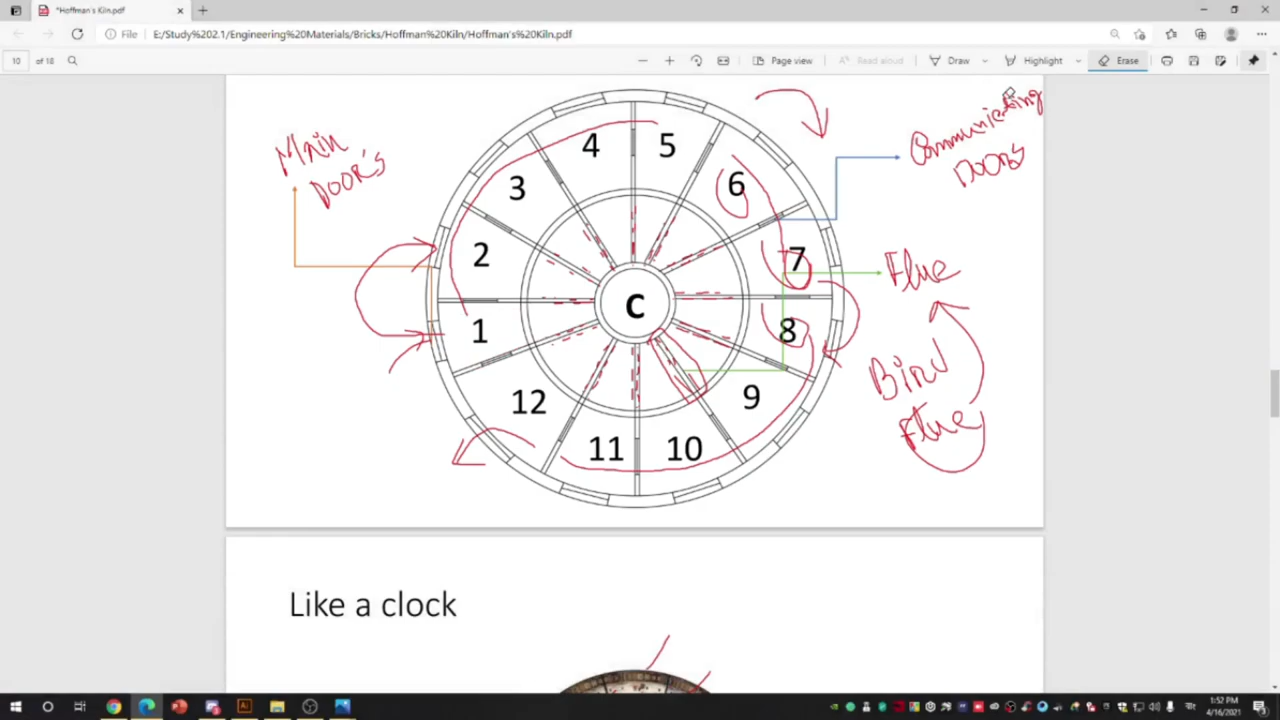 *Hoffman's Kiln.pdf
File
E:/Study%202.1/Engineering%20Materials/Bricks/Hoffman%20Kiln/Hoffman's%20Kiln.pdf
10 of 18
Page view
Read aloud
Draw
Highlight
Erase
Main
Door's
Communicating
Doors
4
5
3
6
2
7
Flue
C
1
8
Bird
Flue
12
9
11
10
Like a clock
1:52 PM
4/16/2021